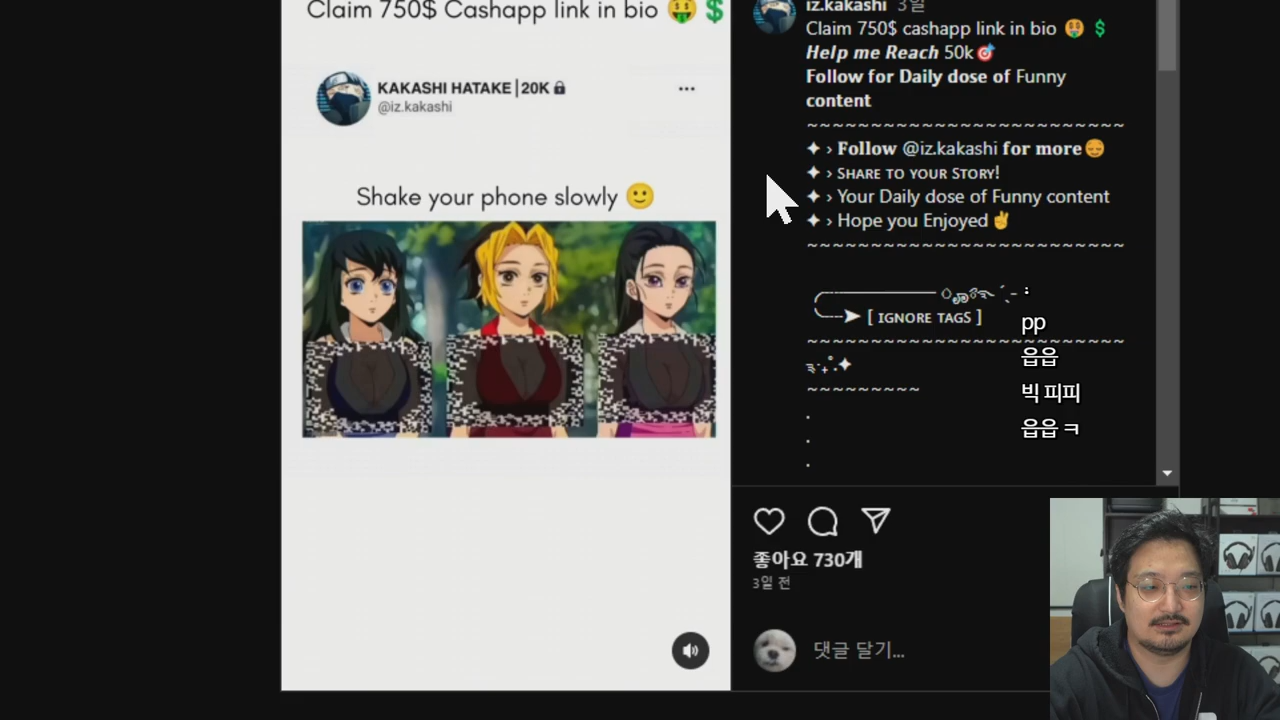 Claim 750$ Cashapp link in bio 🤑 💲
KAKASHI HATAKE|20K🔒
@iz.kakashi
Shake your phone slowly 🙂
iz.kakashi 3일
Claim 750$ cashapp link in bio 🤑 💲
Help me Reach 50k🎯
Follow for Daily dose of Funny
content
~~~~~~~~~~~~~~~~~~~~~~~~~
✦ › Follow @iz.kakashi for more😌
✦ › SHARE TO YOUR STORY!
✦ › Your Daily dose of Funny content
✦ › Hope you Enjoyed✌
~~~~~~~~~~~~~~~~~~~~~~~~~
[ IGNORE TAGS ]
~~~~~~~~~~~~~~~~~~~~~~~~~
~~~~~~~~~
.
.
.
pp
읍읍
빅 피피
읍읍 ㅋ
좋아요 730개
3일 전
댓글 달기...